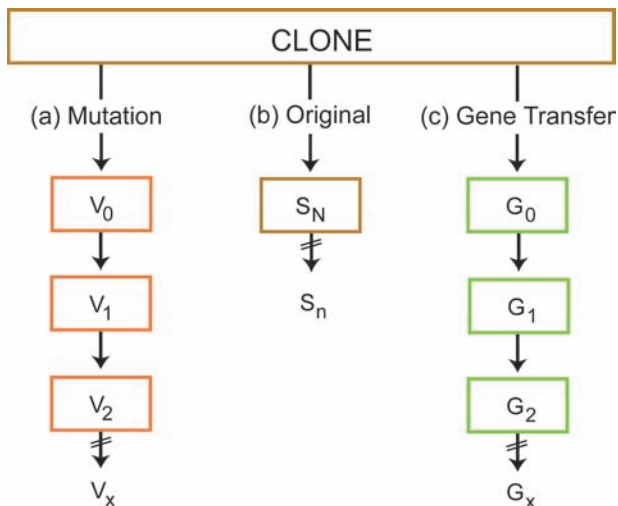 CLONE
(a) Mutation (b) Original (c) Gene Transfer
V0 SN G0
V1 Sn G1
V2 G2
Vx Gx